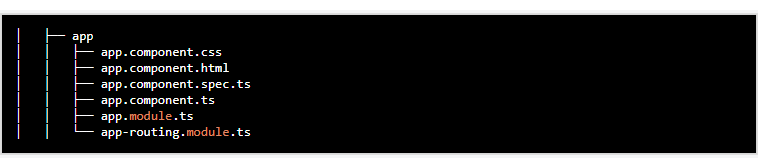 │   ├── app
│   │   ├── app.component.css
│   │   ├── app.component.html
│   │   ├── app.component.spec.ts
│   │   ├── app.component.ts
│   │   ├── app.module.ts
│   │   └── app-routing.module.ts